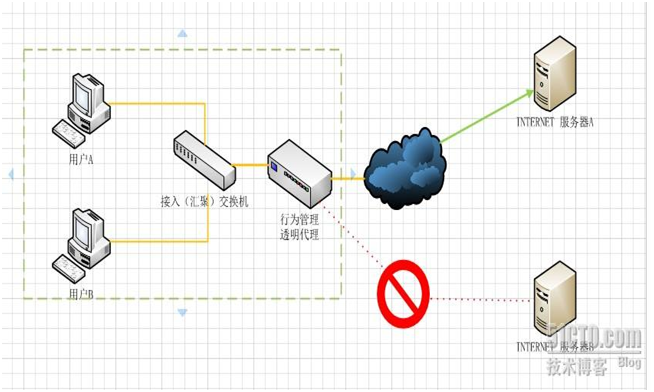 INTERNET 服务器A
用户A
接入（汇聚）交换机
行为管理
透明代理
用户B
INTERNET 服务器B
51CTO.com
技术博客 Blog